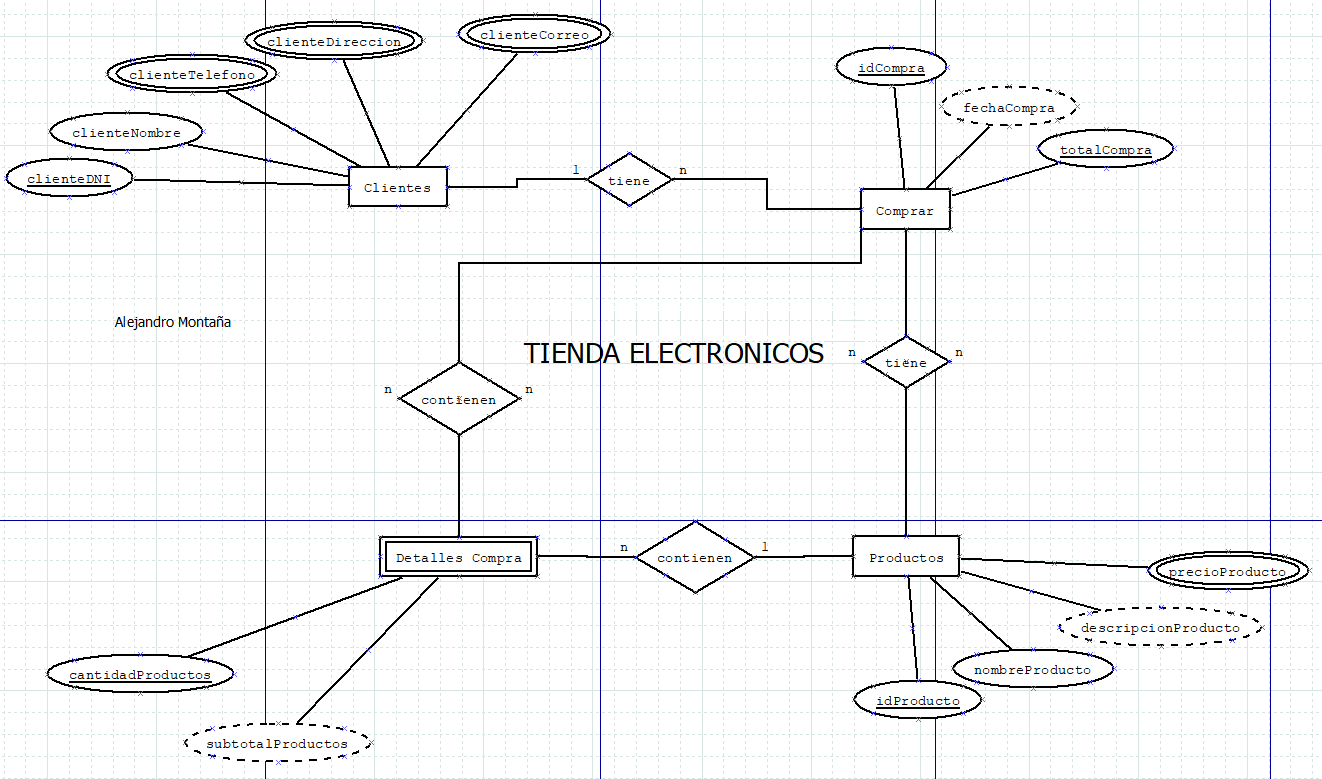 clienteDireccion
clienteCorreo
clienteTelefono
idCompra
fechaCompra
clienteNombre
totalCompra
clienteDNI
Clientes
1
tiene
n
Comprar
Alejandro Montaña
TIENDA ELECTRONICOS
n
tiene
n
n
contienen
n
Detalles Compra
n
contienen
1
Productos
precioProducto
descripcionProducto
nombreProducto
cantidadProductos
idProducto
subtotalProductos